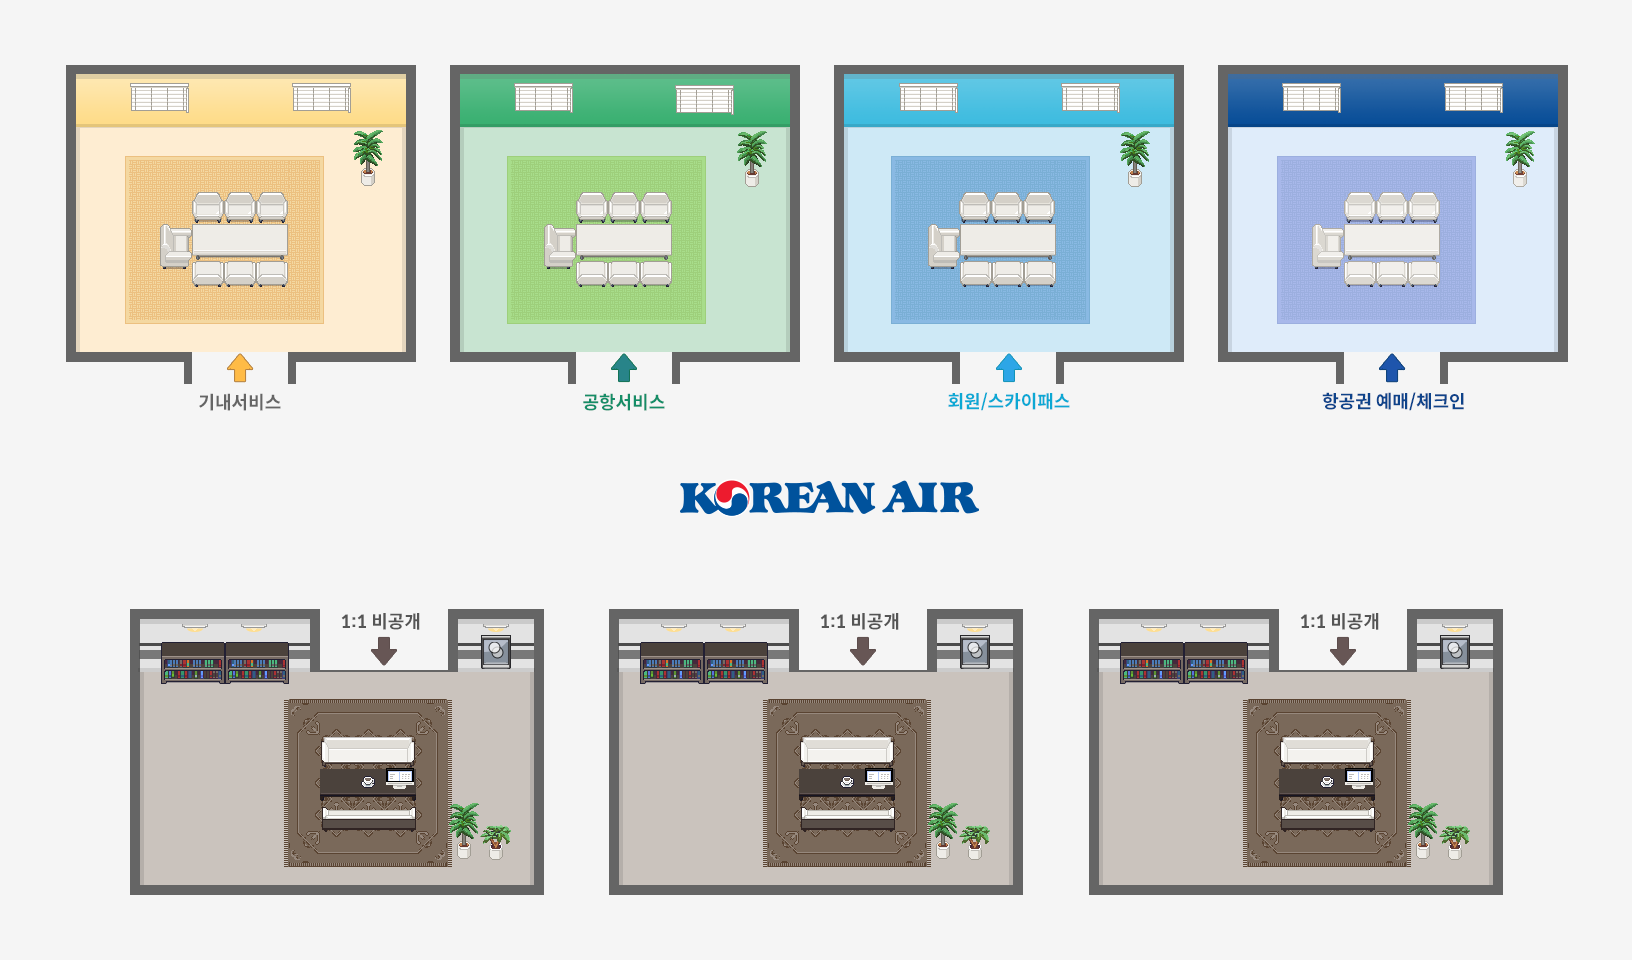 기내서비스
공항서비스
회원/스카이패스
항공권 예매/체크인
KOREAN AIR
1:1 비공개
1:1 비공개
1:1 비공개